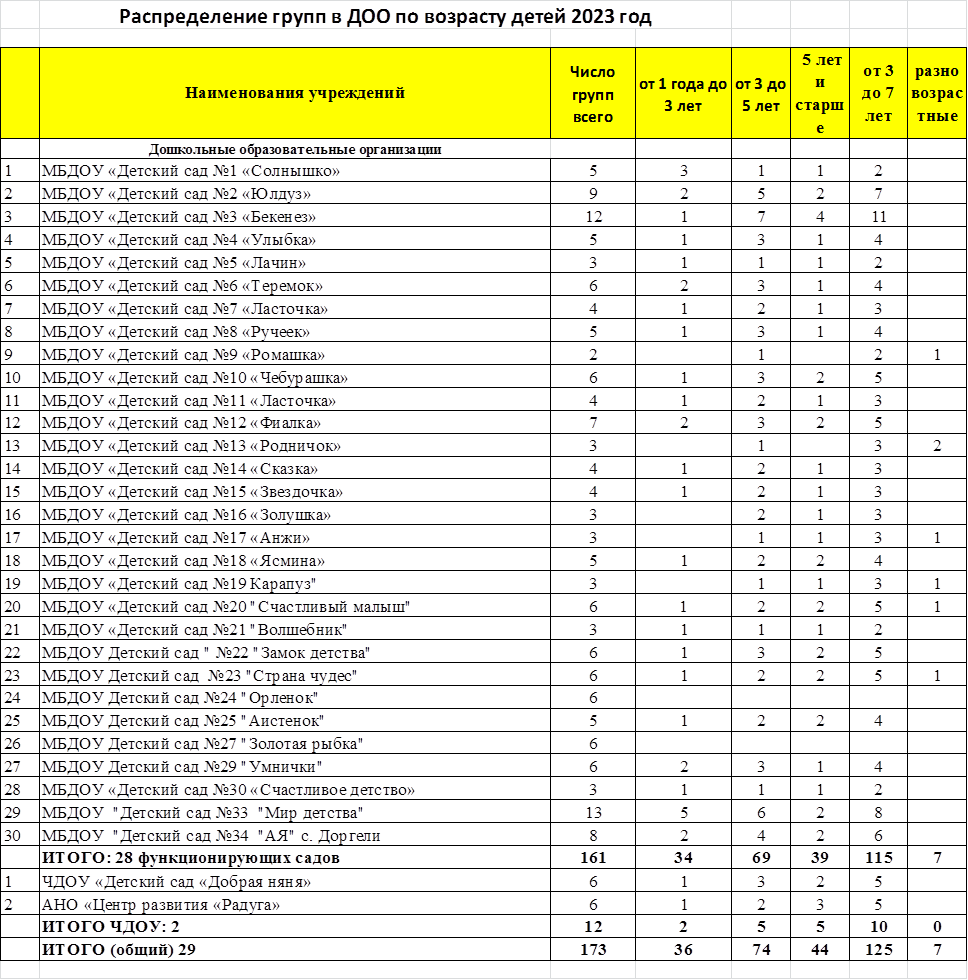 Распределение групп в ДОО по возрасту детей 2023 год
Наименования учреждений Число групп всего от 1 года до 3 лет от 3 до 5 лет 5 лет и старше от 3 до 7 лет разновозрастные
Дошкольные образовательные организации
1 МБДОУ «Детский сад №1 «Солнышко» 5 3 1 1 2
2 МБДОУ «Детский сад №2 «Юлдуз» 9 2 5 2 7
3 МБДОУ «Детский сад №3 «Бекенез» 12 1 7 4 11
4 МБДОУ «Детский сад №4 «Улыбка» 5 1 3 1 4
5 МБДОУ «Детский сад №5 «Лачин» 3 1 1 1 2
6 МБДОУ «Детский сад №6 «Теремок» 6 2 3 1 4
7 МБДОУ «Детский сад №7 «Ласточка» 4 1 2 1 3
8 МБДОУ «Детский сад №8 «Ручеек» 5 1 3 1 4
9 МБДОУ «Детский сад №9 «Ромашка» 2 1 2 1
10 МБДОУ «Детский сад №10 «Чебурашка» 6 1 3 2 5
11 МБДОУ «Детский сад №11 «Ласточка» 4 1 2 1 3
12 МБДОУ «Детский сад №12 «Фиалка» 7 2 3 2 5
13 МБДОУ «Детский сад №13 «Родничок» 3 1 3 2
14 МБДОУ «Детский сад №14 «Сказка» 4 1 2 1 3
15 МБДОУ «Детский сад №15 «Звездочка» 4 1 2 1 3
16 МБДОУ «Детский сад №16 «Золушка» 3 2 1 3
17 МБДОУ «Детский сад №17 «Анжи» 3 1 1 3 1
18 МБДОУ «Детский сад №18 «Ясмина» 5 1 2 2 4
19 МБДОУ «Детский сад №19 Карапуз" 3 1 1 3 1
20 МБДОУ «Детский сад №20 "Счастливый малыш" 6 1 2 2 5 1
21 МБДОУ «Детский сад №21 "Волшебник" 3 1 1 1 2
22 МБДОУ Детский сад " №22 "Замок детства" 6 1 3 2 5
23 МБДОУ Детский сад №23 "Страна чудес" 6 1 2 2 5 1
24 МБДОУ Детский сад №24 "Орленок" 6
25 МБДОУ Детский сад №25 "Аистенок" 5 1 2 2 4
26 МБДОУ Детский сад №27 "Золотая рыбка" 6
27 МБДОУ Детский сад №29 "Умнички" 6 2 3 1 4
28 МБДОУ «Детский сад №30 «Счастливое детство» 3 1 1 1 2
29 МБДОУ "Детский сад №33 "Мир детства" 13 5 6 2 8
30 МБДОУ "Детский сад №34 "АЯ" с. Доргели 8 2 4 2 6
ИТОГО: 28 функционирующих садов 161 34 69 39 115 7
1 ЧДОУ «Детский сад «Добрая няня» 6 1 3 2 5
2 АНО «Центр развития «Радуга» 6 1 2 3 5
ИТОГО ЧДОУ: 2 12 2 5 5 10 0
ИТОГО (общий) 29 173 36 74 44 125 7